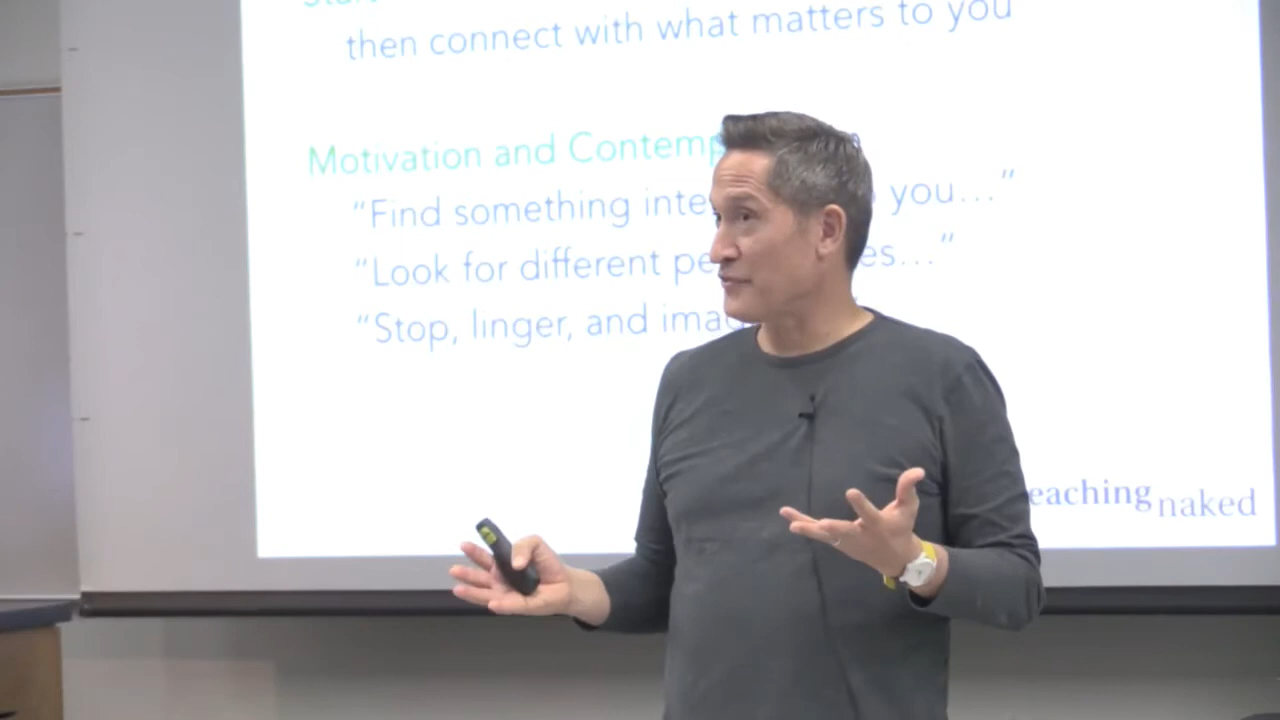 then connect with what matters to you
Motivation and Contemp
“Find something inte you...”
“Look for different pe es...“
“Stop, linger, and imag
eaching naked